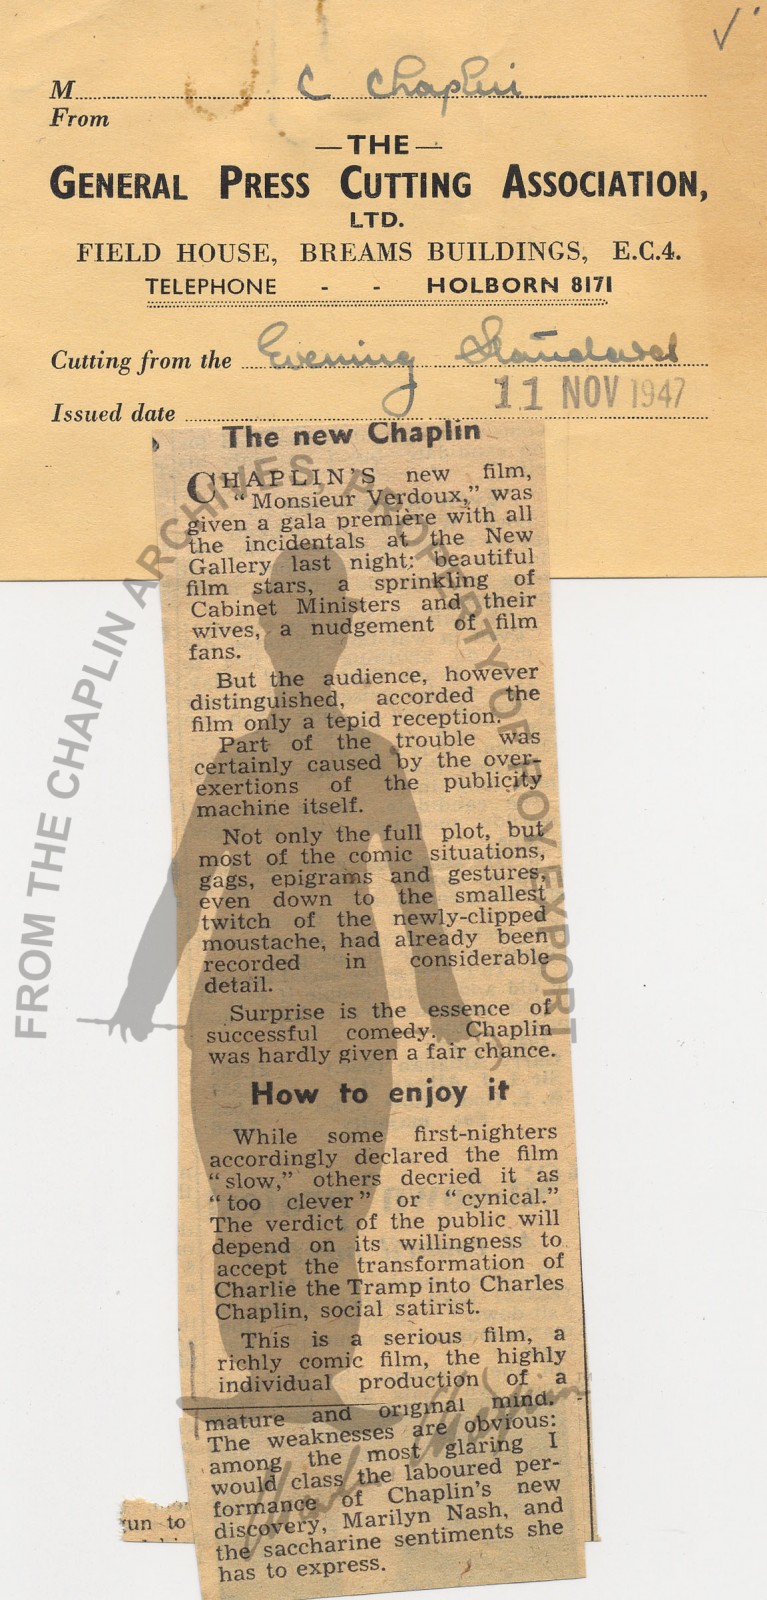 M C Chaplin
From
—THE—
GENERAL PRESS CUTTING ASSOCIATION,
LTD.
FIELD HOUSE, BREAMS BUILDINGS, E.C.4.
TELEPHONE - - HOLBORN 8171
Cutting from the Evening Standard
Issued date 11 NOV 1947
The new Chaplin
CHAPLIN'S new film,
"Monsieur Verdoux," was
given a gala première with all
the incidentals at the New
Gallery last night: beautiful
film stars, a sprinkling of
Cabinet Ministers and their
wives, a nudgement of film
fans.
But the audience, however
distinguished, accorded the
film only a tepid reception.
Part of the trouble was
certainly caused by the over-
exertions of the publicity
machine itself.
Not only the full plot, but
most of the comic situations,
gags, epigrams and gestures,
even down to the smallest
twitch of the newly-clipped
moustache, had already been
recorded in considerable
detail.
Surprise is the essence of
successful comedy. Chaplin
was hardly given a fair chance.
How to enjoy it
While some first-nighters
accordingly declared the film
"slow," others decried it as
"too clever" or "cynical."
The verdict of the public will
depend on its willingness to
accept the transformation of
Charlie the Tramp into Charles
Chaplin, social satirist.
This is a serious film, a
richly comic film, the highly
individual production of a
mature and original mind.
The weaknesses are obvious:
among the most glaring I
would class the laboured per-
formance of Chaplin's new
discovery, Marilyn Nash, and
the saccharine sentiments she
has to express.
gun to
FROM THE CHAPLIN ARCHIVES, PROPERTY OF ROY EXPORT
Charlie Chaplin